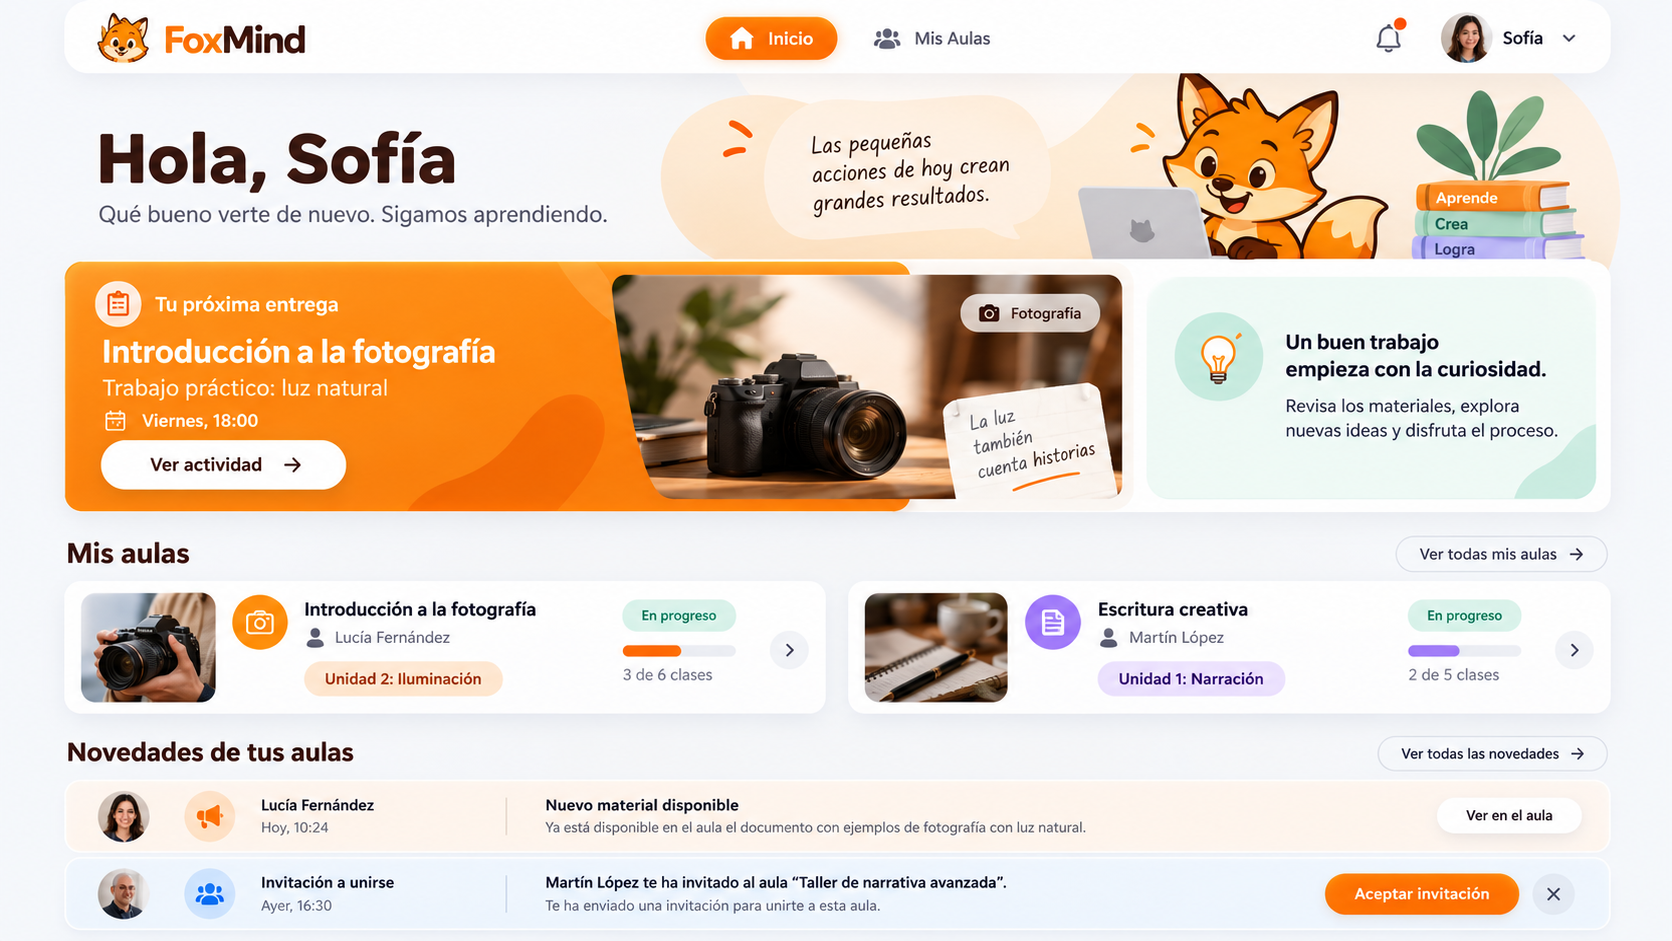 FoxMind
Inicio
Mis Aulas
Sofía
Hola, Sofía
Qué bueno verte de nuevo. Sigamos aprendiendo.
Las pequeñas
acciones de hoy crean
grandes resultados.
Aprende
Crea
Logra
Tu próxima entrega
Introducción a la fotografía
Trabajo práctico: luz natural
Viernes, 18:00
Ver actividad
Fotografía
La luz
también
cuenta historias
Un buen trabajo
empieza con la curiosidad.
Revisa los materiales, explora
nuevas ideas y disfruta el proceso.
Mis aulas
Ver todas mis aulas
Introducción a la fotografía
Lucía Fernández
Unidad 2: Iluminación
En progreso
3 de 6 clases
Escritura creativa
Martín López
Unidad 1: Narración
En progreso
2 de 5 clases
Novedades de tus aulas
Ver todas las novedades
Lucía Fernández
Hoy, 10:24
Nuevo material disponible
Ya está disponible en el aula el documento con ejemplos de fotografía con luz natural.
Ver en el aula
Invitación a unirse
Ayer, 16:30
Martín López te ha invitado al aula “Taller de narrativa avanzada”.
Te ha enviado una invitación para unirte a esta aula.
Aceptar invitación